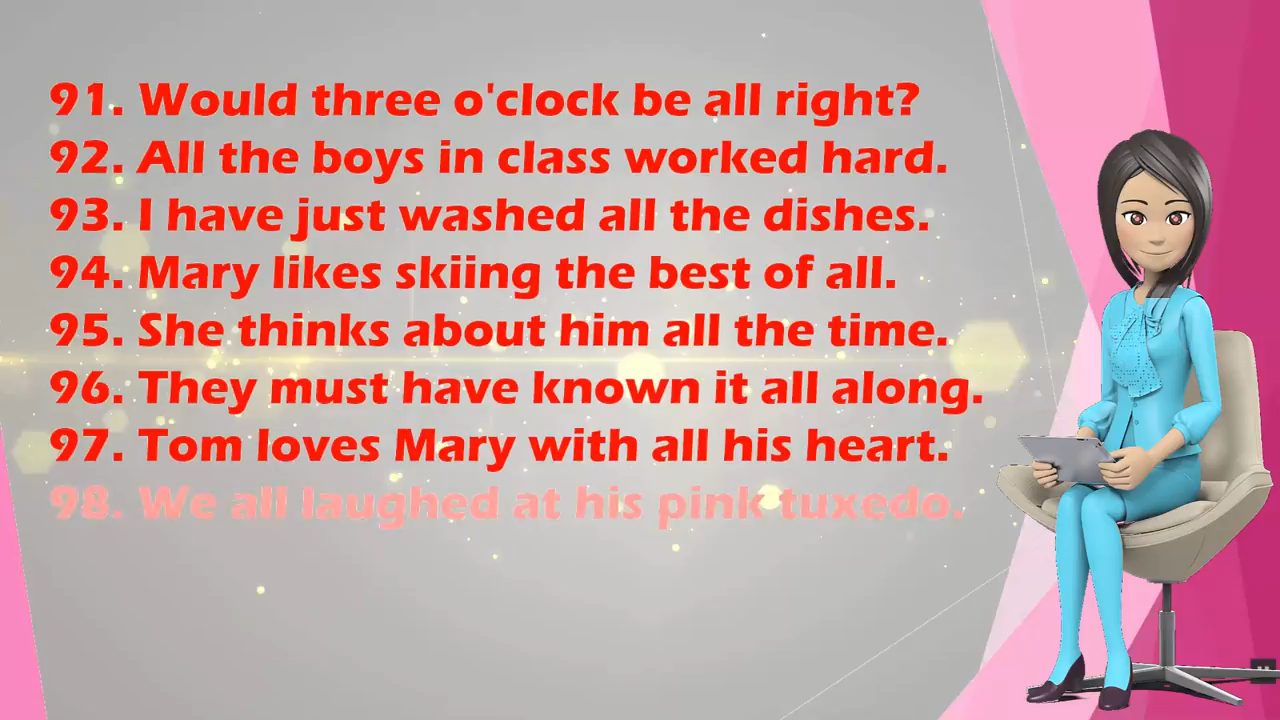 91. Would three o'clock be all right?
92. All the boys in class worked hard.
93. I have just washed all the dishes.
94. Mary likes skiing the best of all.
95. She thinks about him all the time.
96. They must have known it all along.
97. Tom loves Mary with all his heart.
98. We all laughed at his pink tuxedo.